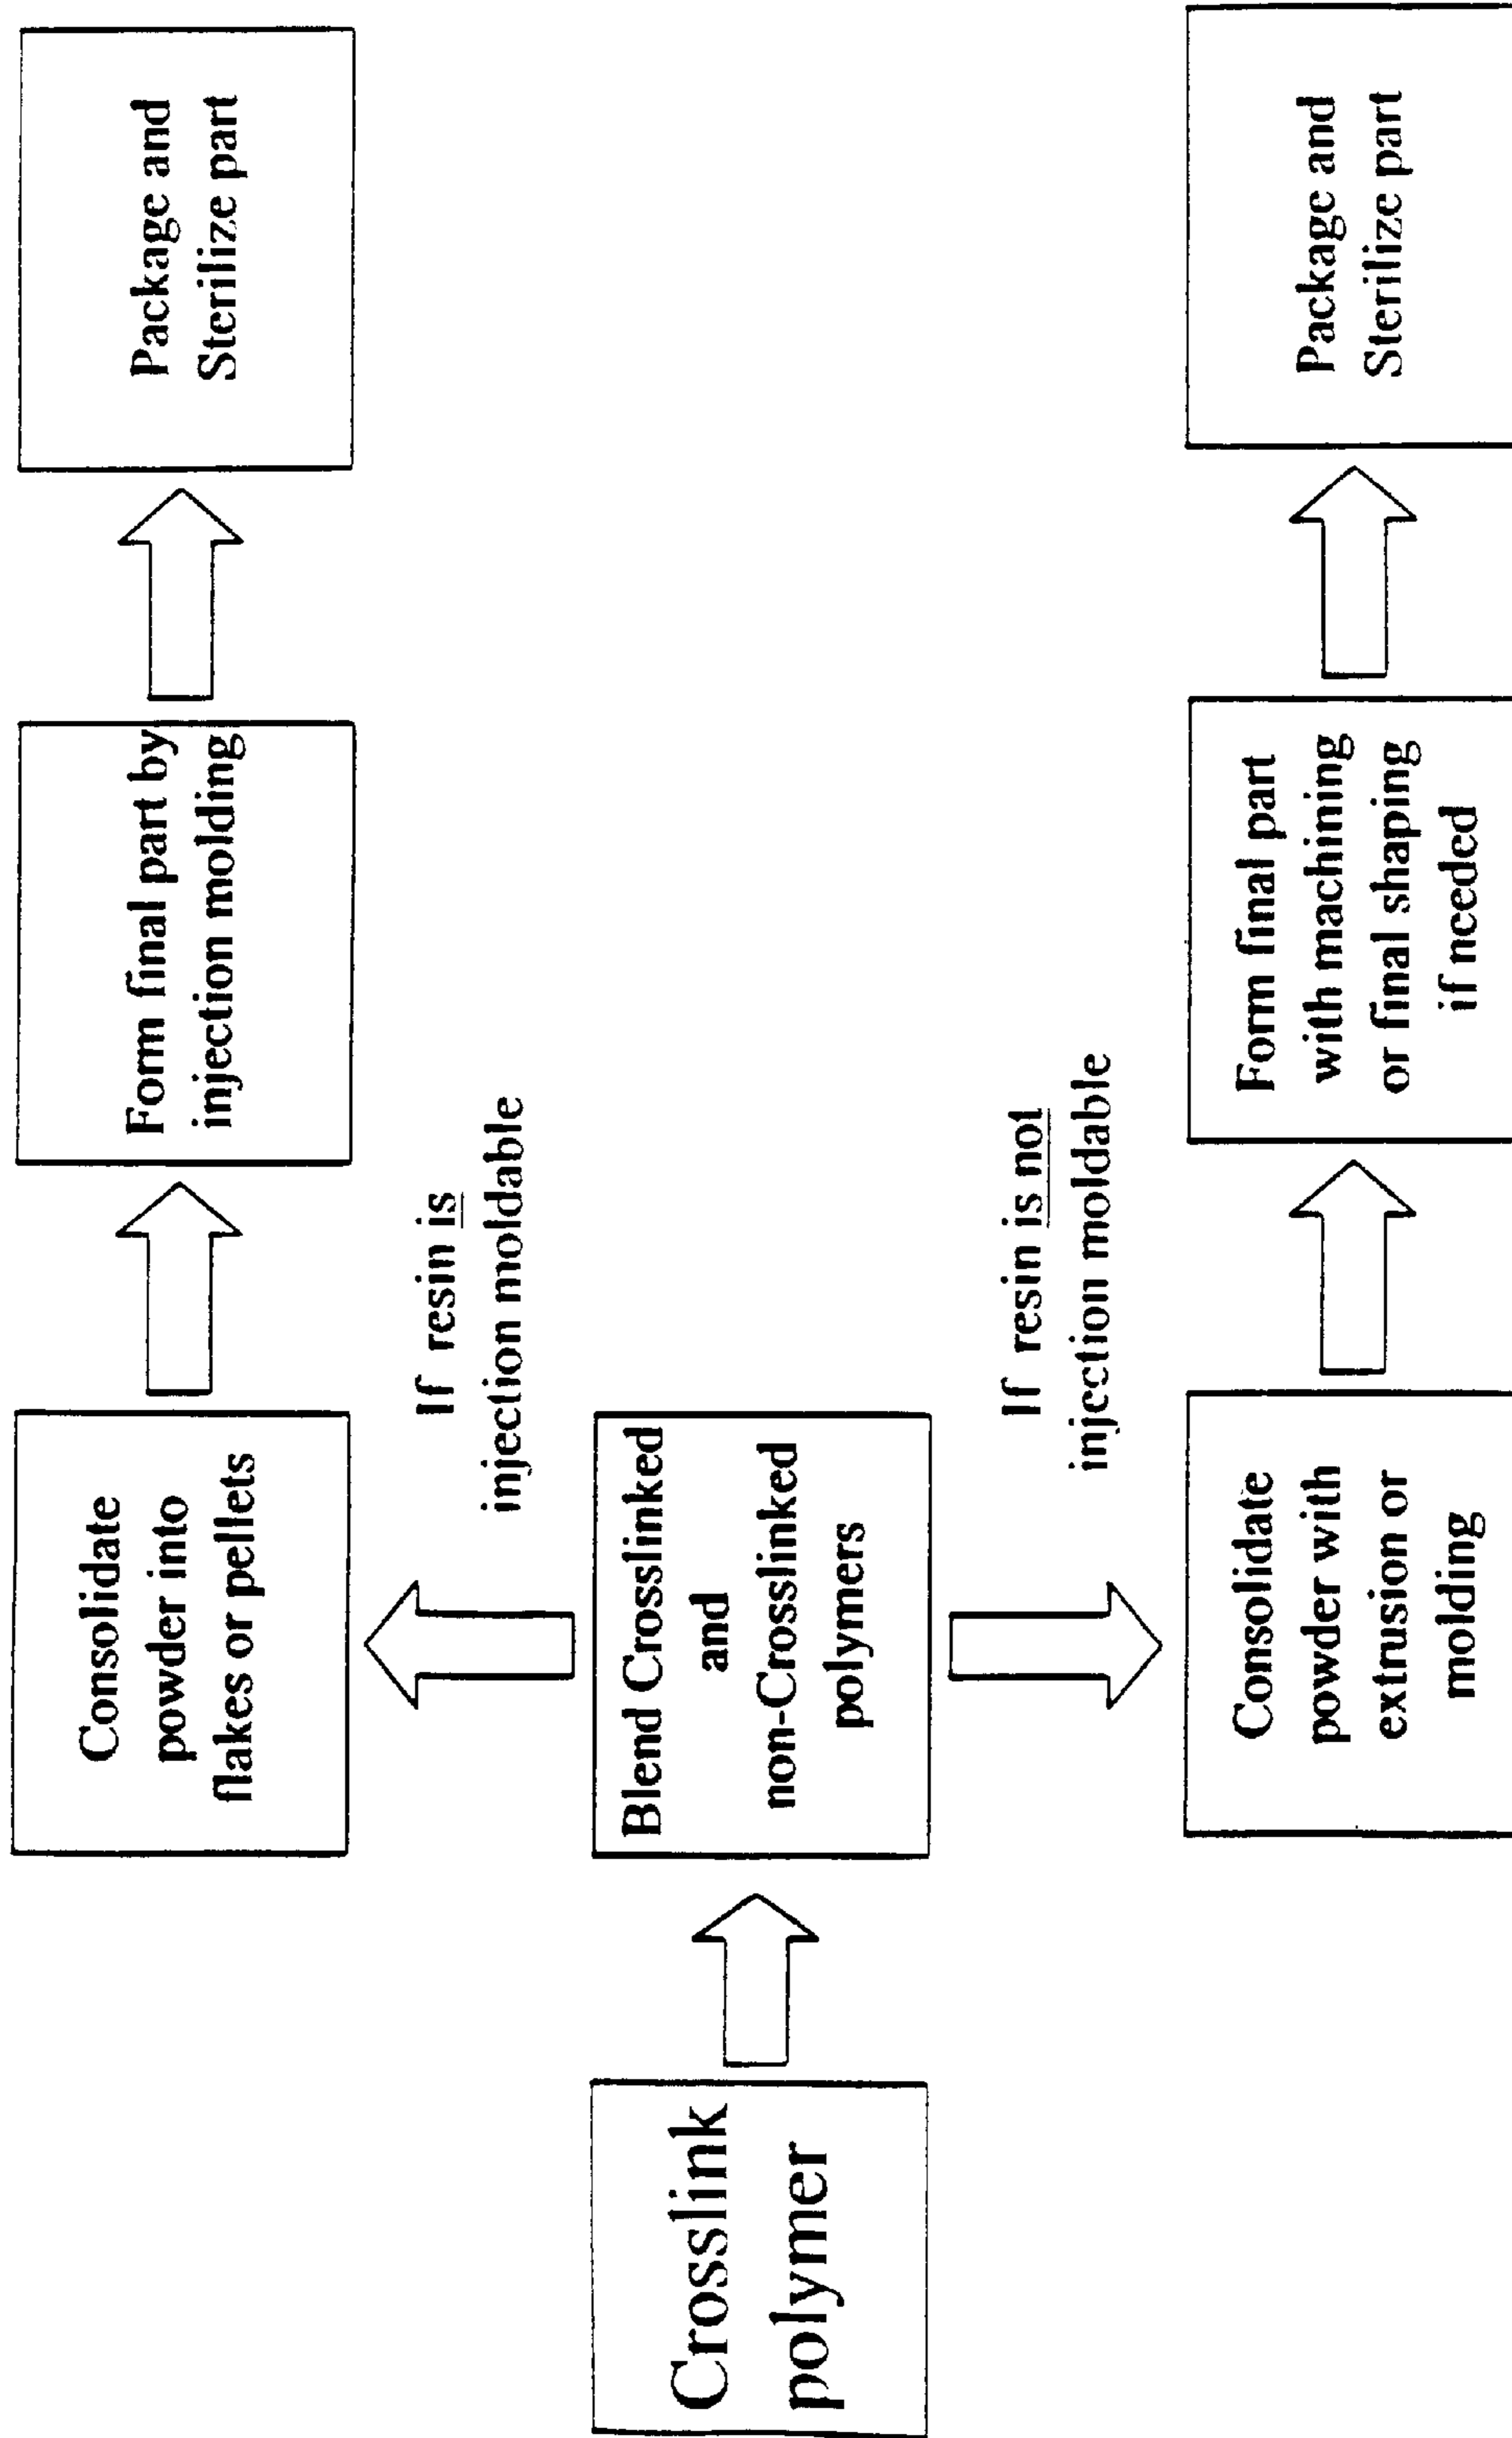 Crosslink
polymer
Blend Crosslinked
and
non-Crosslinked
polymers
If resin is
injection moldable
Consolidate
powder into
flakes or pellets
Form final part by
injection molding
Package and
Sterilize part
If resin is not
injection moldable
Consolidate
powder with
extrusion or
molding
Form final part
with machining
or final shaping
if needed
Package and
Sterilize part